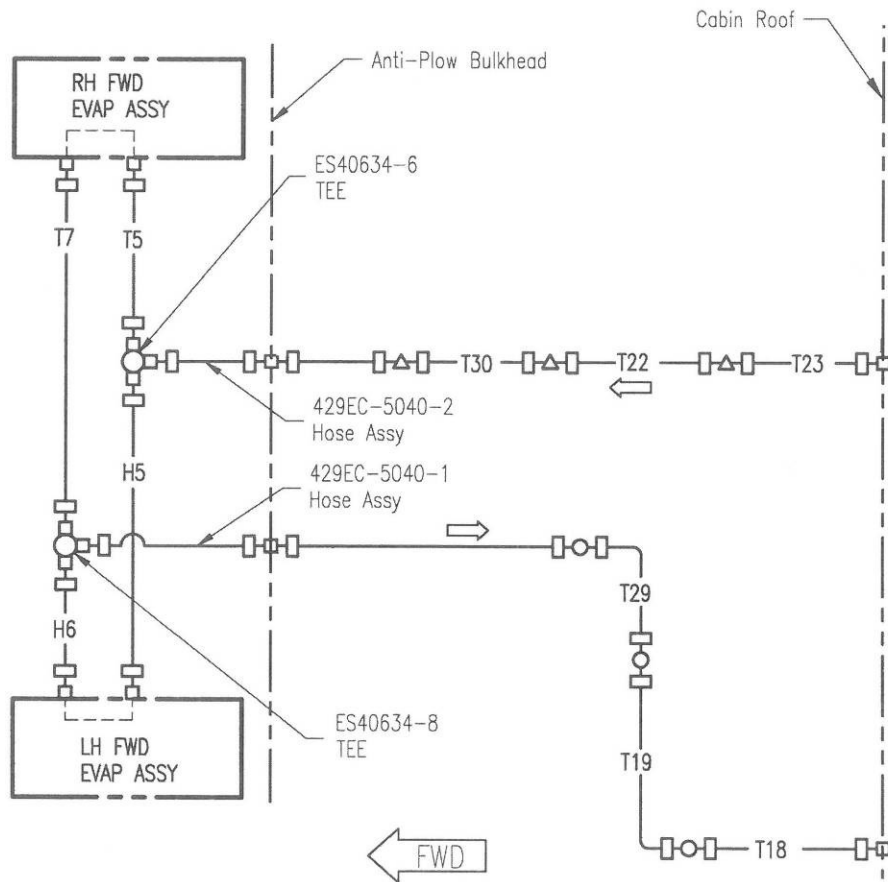 Cabin Roof
Anti-Plow Bulkhead
RH FWD
EVAP ASSY
ES40634-6
TEE
T7
T5
T30
T22
T23
429EC-5040-2
Hose Assy
H5
429EC-5040-1
Hose Assy
T29
H6
ES40634-8
TEE
LH FWD
EVAP ASSY
T19
FWD
T18